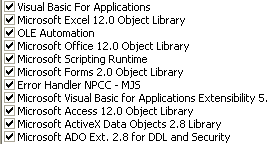 Visual Basic For Applications
Microsoft Excel 12.0 Object Library
OLE Automation
Microsoft Office 12.0 Object Library
Microsoft Scripting Runtime
Microsoft Forms 2.0 Object Library
Error Handler NPCC - MJS
Microsoft Visual Basic for Applications Extensibility 5.
Microsoft Access 12.0 Object Library
Microsoft ActiveX Data Objects 2.8 Library
Microsoft ADO Ext. 2.8 for DDL and Security